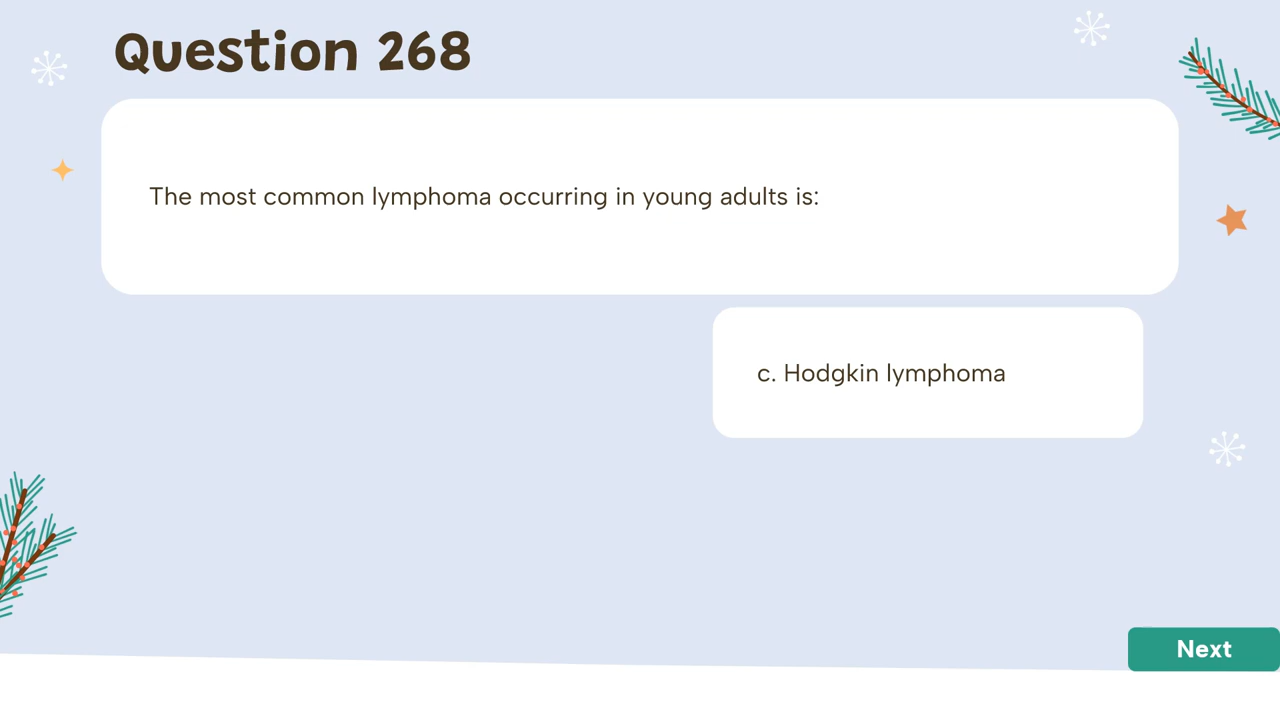 Question 268
The most common lymphoma occurring in young adults is:
c. Hodgkin lymphoma
Next